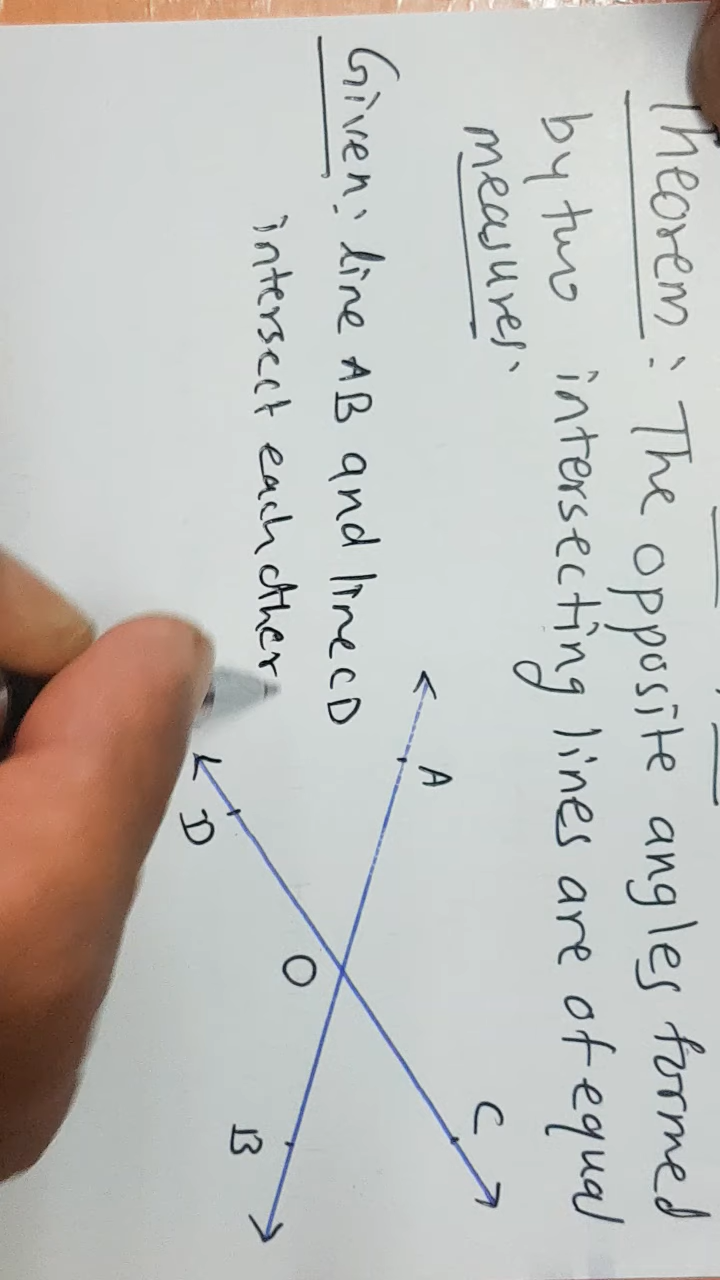 Theorem: The opposite angles formed
by two intersecting lines are of equal
measures.
Given: line AB and line CD
intersect each other
A
C
O
D
B